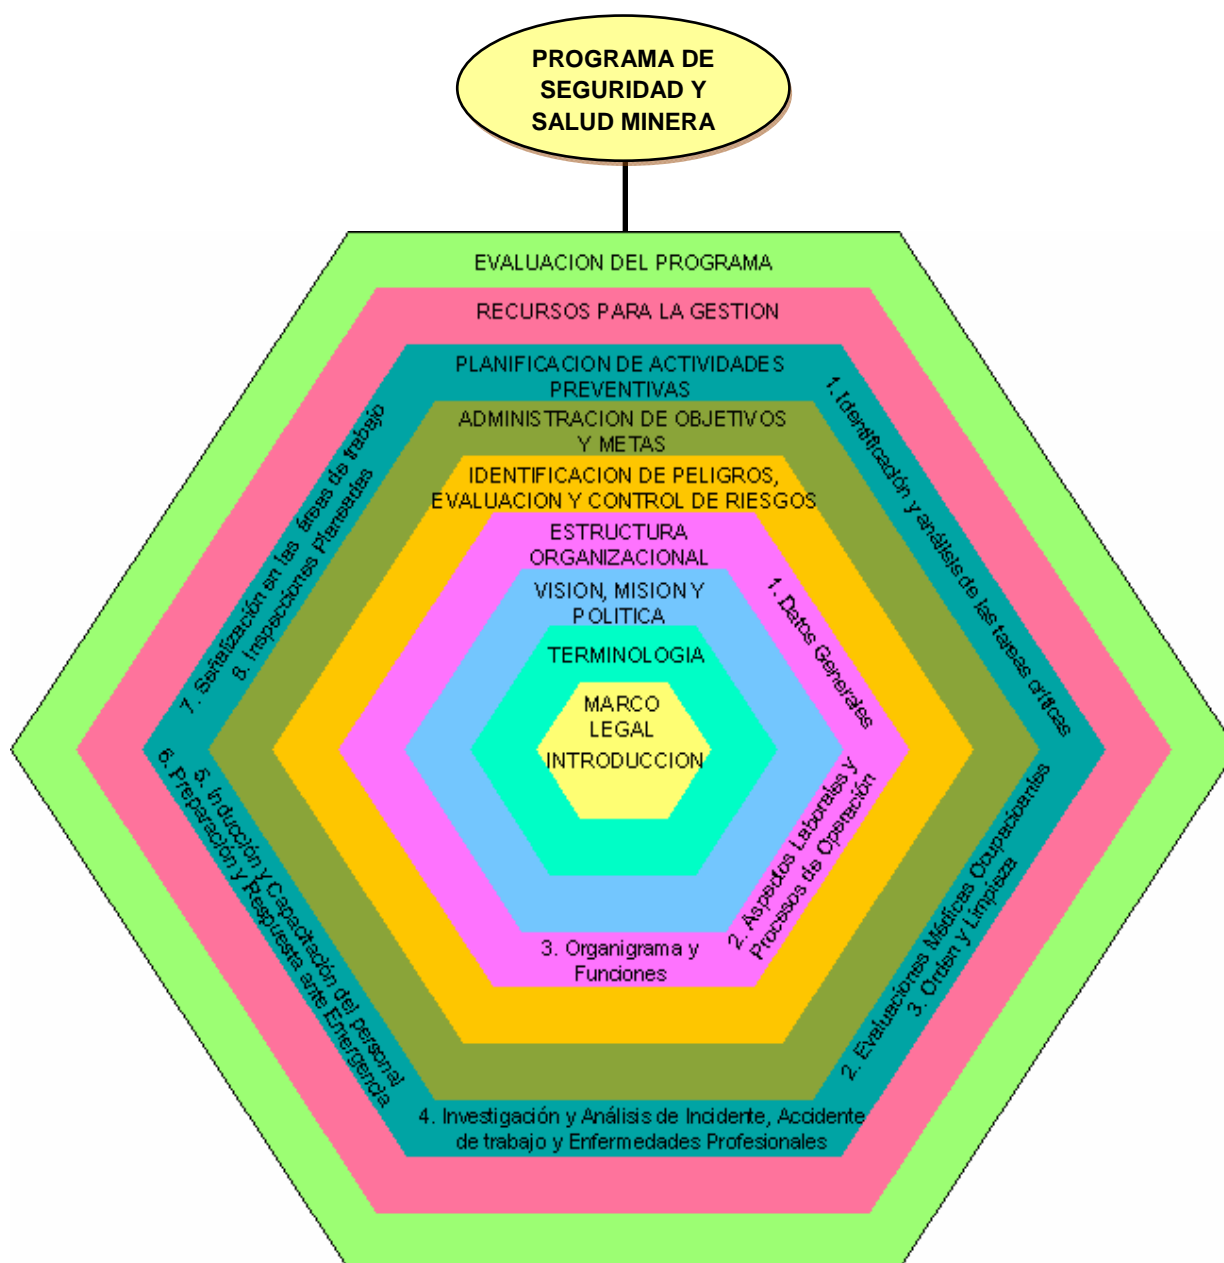 PROGRAMA DE
SEGURIDAD Y
SALUD MINERA
EVALUACION DEL PROGRAMA
RECURSOS PARA LA GESTION
PLANIFICACION DE ACTIVIDADES
PREVENTIVAS
ADMINISTRACION DE OBJETIVOS
Y METAS
IDENTIFICACION DE PELIGROS,
EVALUACION Y CONTROL DE RIESGOS
ESTRUCTURA
ORGANIZACIONAL
VISION, MISION Y
POLITICA
TERMINOLOGIA
MARCO
LEGAL
INTRODUCCION
1. Datos Generales
2. Aspectos Laborales y
Procesos de Operación
3. Organigrama y
Funciones
1. Identificación y análisis de las tareas críticas
2. Evaluaciones Médicas Ocupacioantes
3. Orden y Limpieza
4. Investigación y Análisis de Incidente, Accidente
de trabajo y Enfermedades Profesionales
5. Inducción y Capacitación del personal
6. Preparación y Respuesta ante Emergencia
7. Señalización en las áreas de trabajo
8. Inspecciones Planeadas